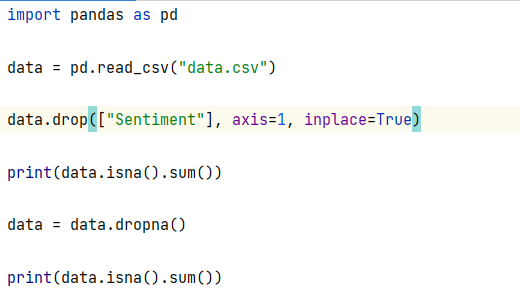 import pandas as pd
data = pd.read_csv("data.csv")
data.drop(["Sentiment"], axis=1, inplace=True)
print(data.isna().sum())
data = data.dropna()
print(data.isna().sum())